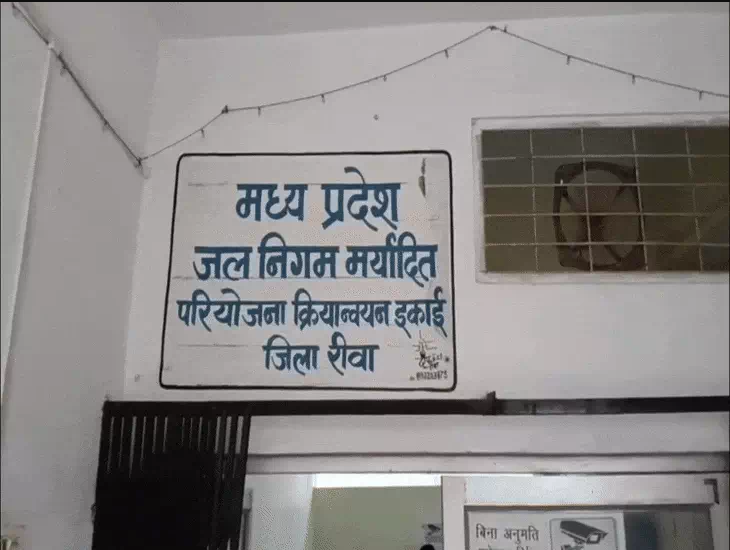 मध्य प्रदेश
जल निगम मर्यादित
परियोजना क्रियान्वयन इकाई
जिला रीवा
बिना अनुमति